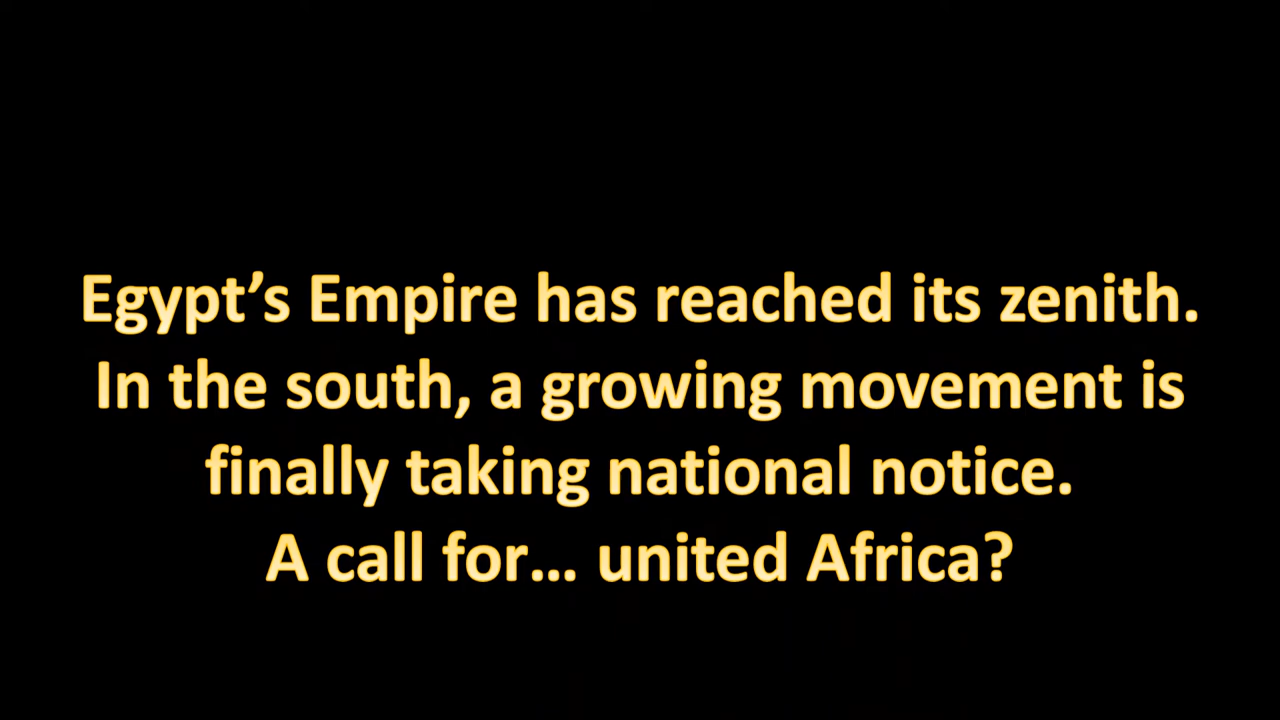 Egypt’s Empire has reached its zenith.
In the south, a growing movement is
finally taking national notice.
A call for… united Africa?